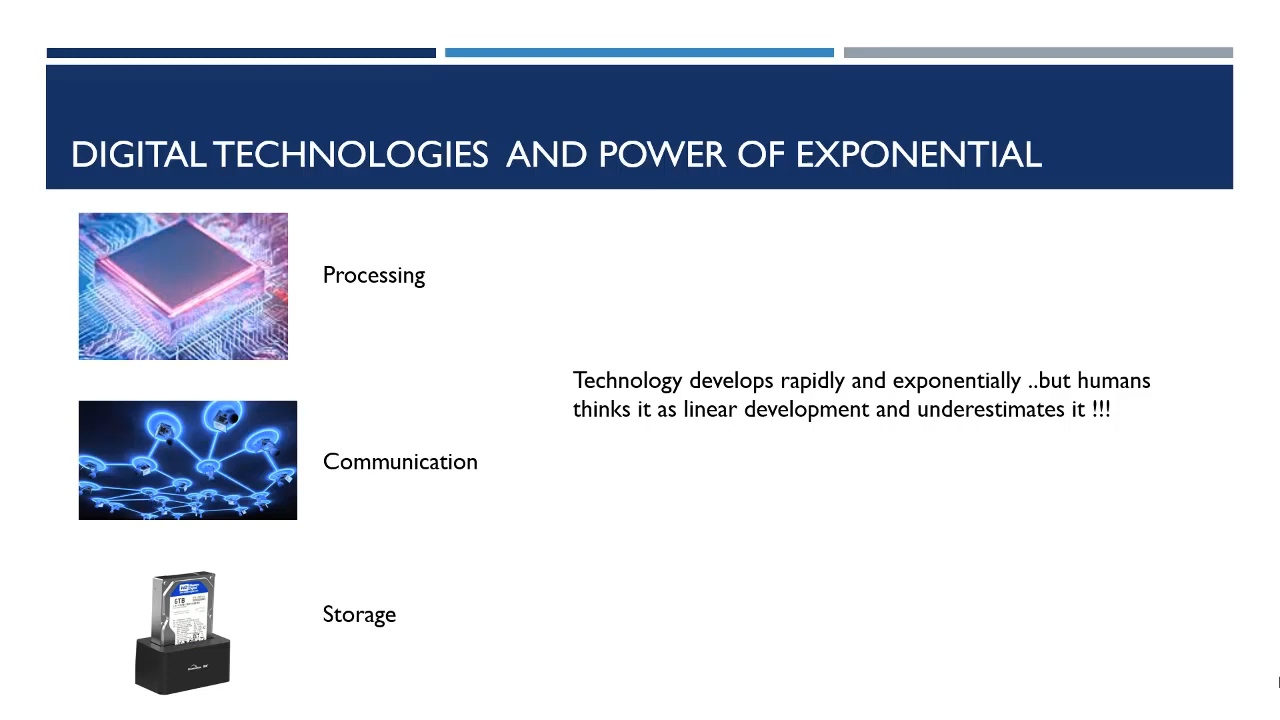 DIGITAL TECHNOLOGIES AND POWER OF EXPONENTIAL
Processing
Technology develops rapidly and exponentially ..but humans
thinks it as linear development and underestimates it !!!
Communication
6TB
Storage